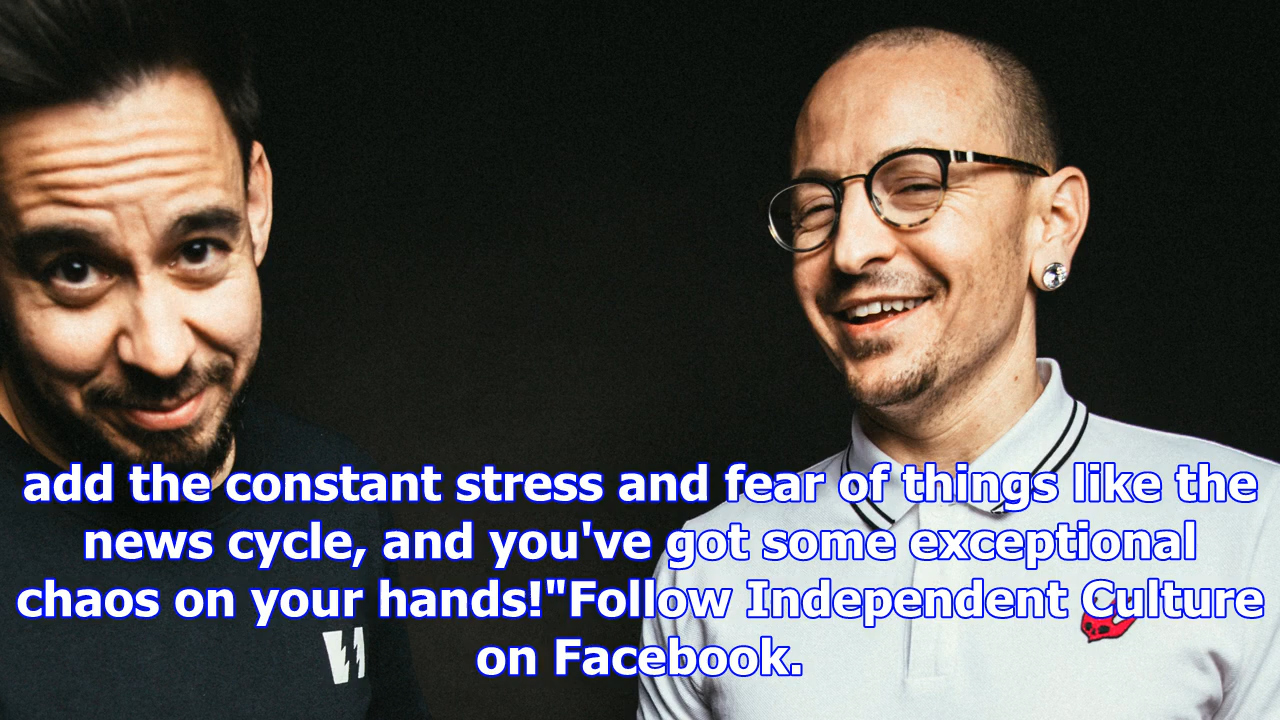 add the constant stress and fear of things like the
news cycle, and you've got some exceptional
chaos on your hands!"Follow Independent Culture
on Facebook.